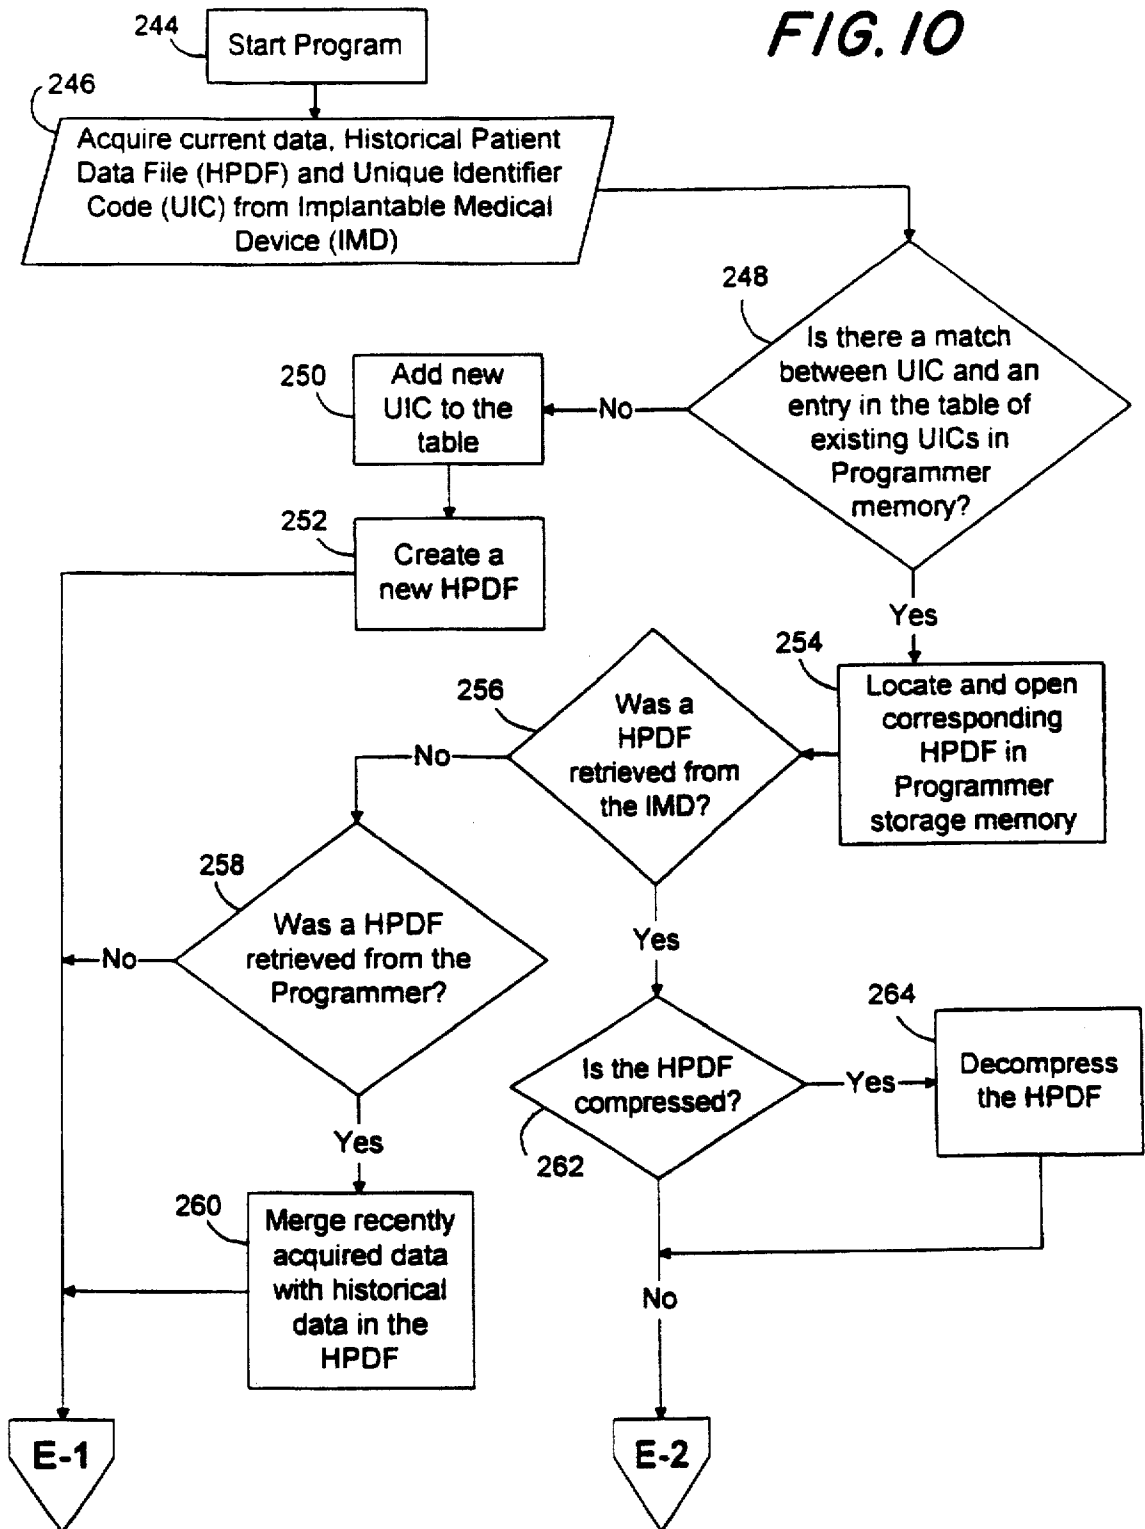 FIG. 10
244
Start Program
246
Acquire current data, Historical Patient
Data File (HPDF) and Unique Identifier
Code (UIC) from Implantable Medical
Device (IMD)
248
Is there a match
between UIC and an
entry in the table of
existing UICs in
Programmer
memory?
No
250
Add new
UIC to the
table
252
Create a
new HPDF
Yes
254
Locate and open
corresponding
HPDF in
Programmer
storage memory
256
Was a
HPDF
retrieved from
the IMD?
No
258
Was a HPDF
retrieved from the
Programmer?
No
Yes
260
Merge recently
acquired data
with historical
data in the
HPDF
Yes
Is the HPDF
compressed?
262
Yes
264
Decompress
the HPDF
No
E-1
E-2